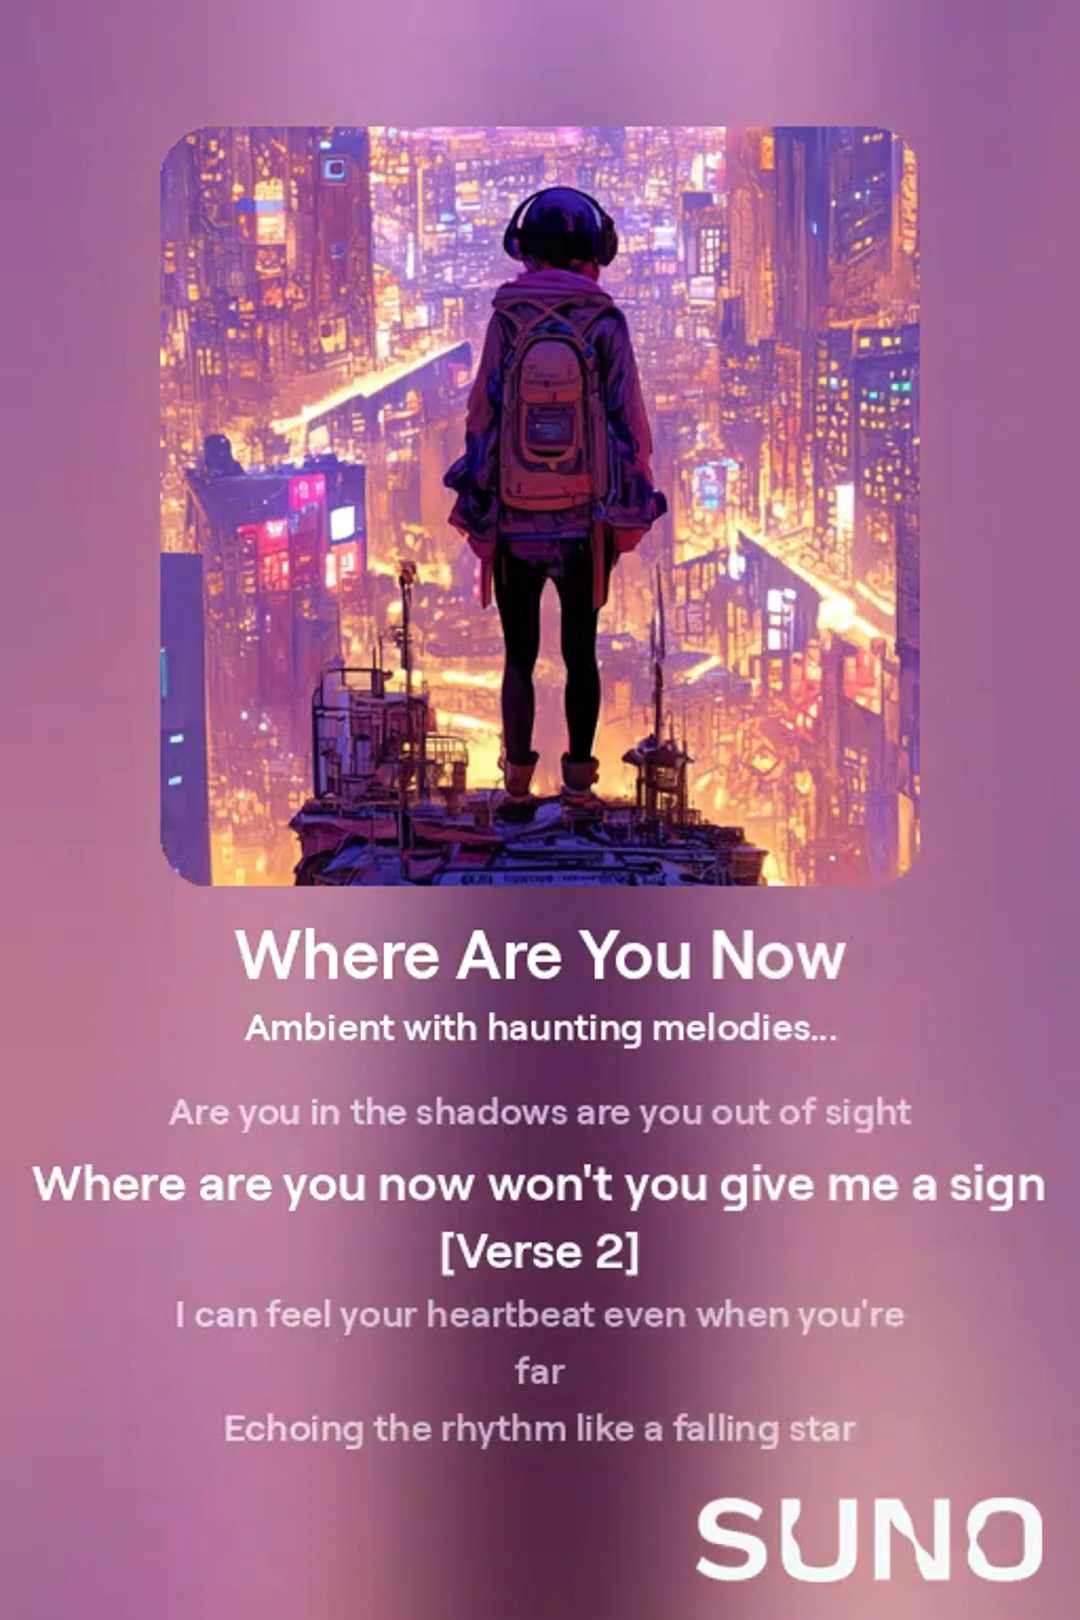 Where Are You Now
Ambient with haunting melodies...
Are you in the shadows are you out of sight
Where are you now won't you give me a sign
[Verse 2]
I can feel your heartbeat even when you're
far
Echoing the rhythm like a falling star
SUNO